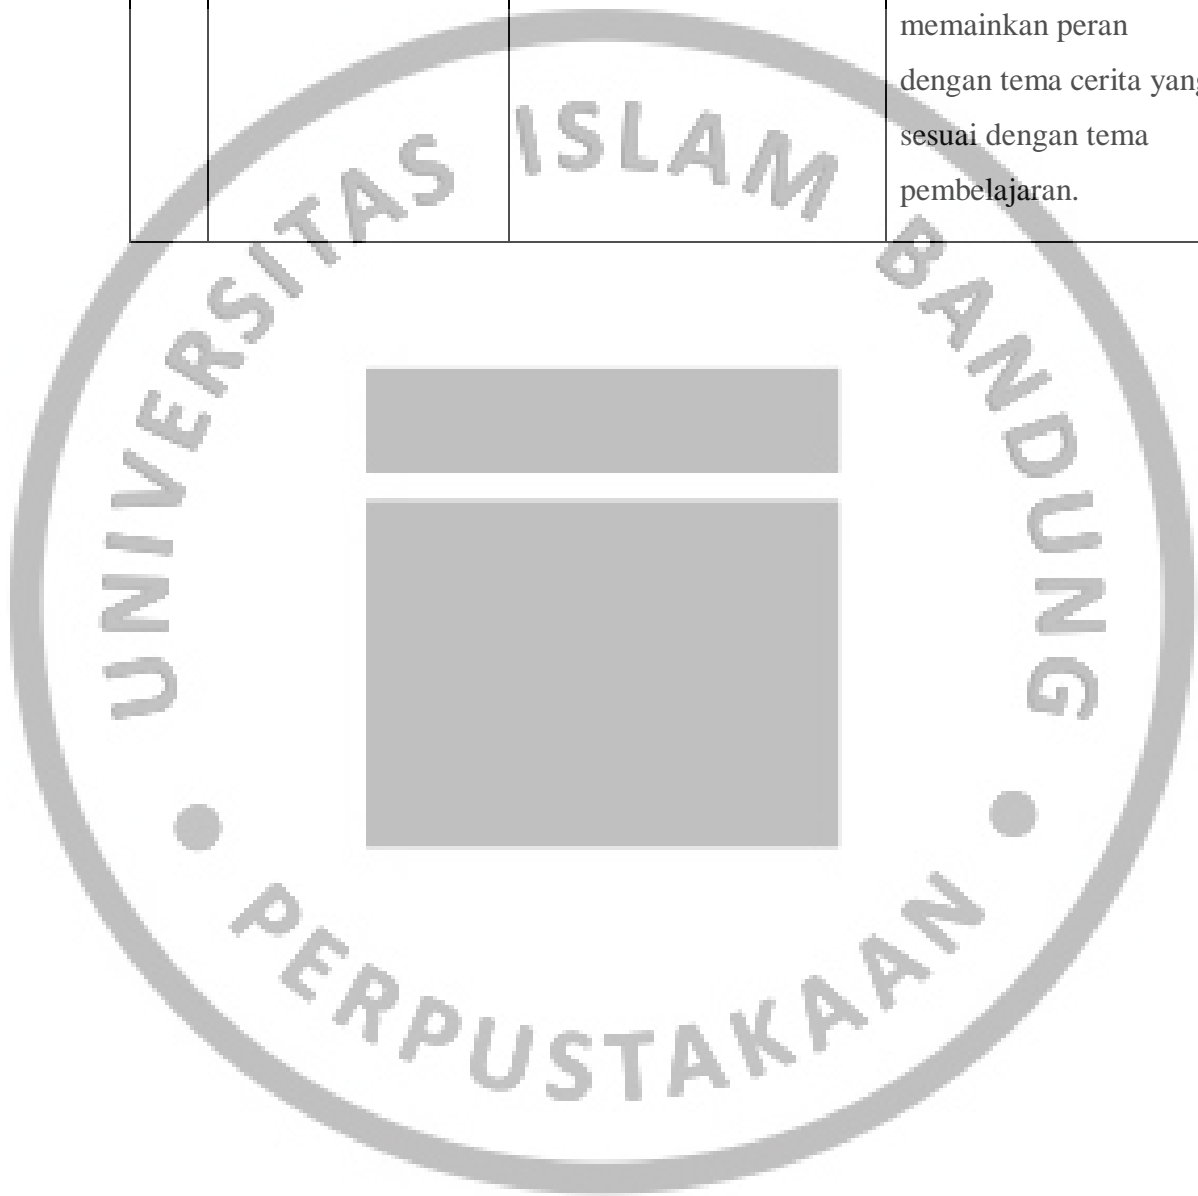 memainkan peran
dengan tema cerita yang
sesuai dengan tema
pembelajaran.
UNIVERSITAS ISLAM BANDUNG
• PERPUSTAKAAN •